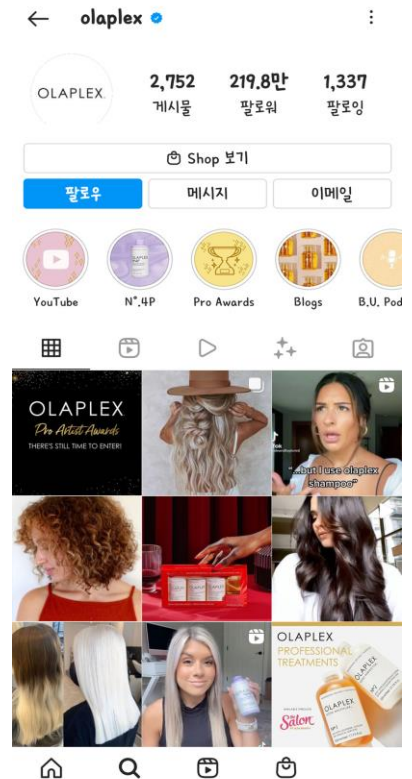 olaplex
OLAPLEX
2,752 219.8만 1,337
게시물 팔로워 팔로잉
Shop 보기
팔로우 메시지 이메일
YouTube N°.4P Pro Awards Blogs B.U. Pod
OLAPLEX
Pro Artist Awards
THERE'S STILL TIME TO ENTER!
"...but I use olaplex
shampoo"
OLAPLEX
PROFESSIONAL
TREATMENTS
Salon
OLAPLEX
OLAPLEX